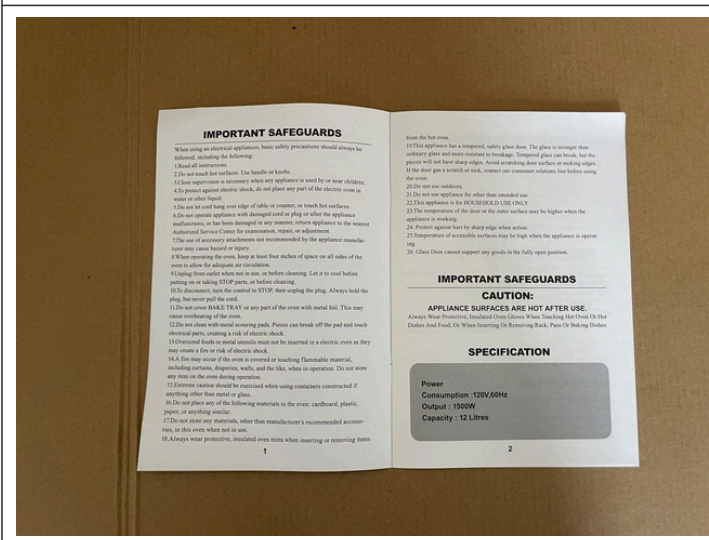 IMPORTANT SAFEGUARDS
When using an electrical appliances, basic safety precautions should always be
followed, including the following:
1.Read all instructions.
2.Do not touch hot surfaces. Use handls or knobs.
3.Close supervision is necessary when any appliance is used by or near children.
4.To protect against electric shock, do not place any part of the electric oven in
water or other liquid.
5.Do not let cord hang over edge of table or counter, or touch hot surfaces.
6.Do not operate appliance with damaged cord or plug or after the appliance
malfunctions, or has been domaged in any manner, return appliance to the nearest
Authorized Service Center for examination, repair, or adjustment.
7.The use of accessory attachments not recommended by the appliance manufac-
turer may cause hazard or injury.
8.When operating the oven, keep at least four inches of space on all sides of the
oven to allow for adequate air circulation.
9.Unplug from outlet when not in use, or before cleaning. Let it to cool before
putting on or taking STOP parts, or before cleaning.
10.To disconnect, turn the control to STOP, then unplug the plug. Always hold the
plug, but never pull the cord.
11.Do not cover BAKE TRAY or any part of the oven with metal foil. This may
cause overheating of the oven.
12.Do not clean with metal scouring pads. Pieces can break off the pad and touch
electrical parts, creating a risk of electric shock.
13.Oversized foods or metal utensils must not be inserted in a electric oven as they
may create a fire or risk of electric shock.
14.A fire may occur if the oven is covered or touching flammable material,
including curtains, draperies, walls, and the like, when in operation. Do not store
any item on the oven during operation.
15.Extreme caution should be exercised when using containers constructed if
anything other than metal or glass.
16.Do not place any of the following materials in the oven: cardboard, plastic,
paper, or anything similar.
17.Do not store any materials, other than manufacturer's recommended accesso-
ries, in this oven when not in use.
18.Always wear protective, insulated oven mitts when inserting or removing items
1
from the hot oven.
19.This appliance has a tempered, safety glass door. The glass is stronger than
ordinary glass and more resistant to breakage. Tempered glass can break, but the
pieces will not have sharp edges. Avoid scratching door surface or nicking edges.
If the door gas a scratch or nick, contact our consumer relations line before using
the oven.
20.Do not use outdoors.
21.Do not use appliance for other than intended use.
22.This appliance is for HOUSEHOLD USE ONLY.
23.The temperature of the door or the outer surface may be higher when the
appliance is working.
24. Protect against hurt by sharp edge when action.
25.Temperature of accessible surfaces may be high when the appliance is operat-
ing.
26. Glass Door cannot support any goods in the fully open position.
IMPORTANT SAFEGUARDS
CAUTION:
APPLIANCE SURFACES ARE HOT AFTER USE.
Always Wear Protective, Insulated Oven Gloves When Touching Hot Oven Or Hot
Dishes And Food, Or When Inserting Or Removing Rack, Pans Or Baking Dishes.
SPECIFICATION
Power
Consumption :120V,60Hz
Output : 1500W
Capacity : 12 Litres
2